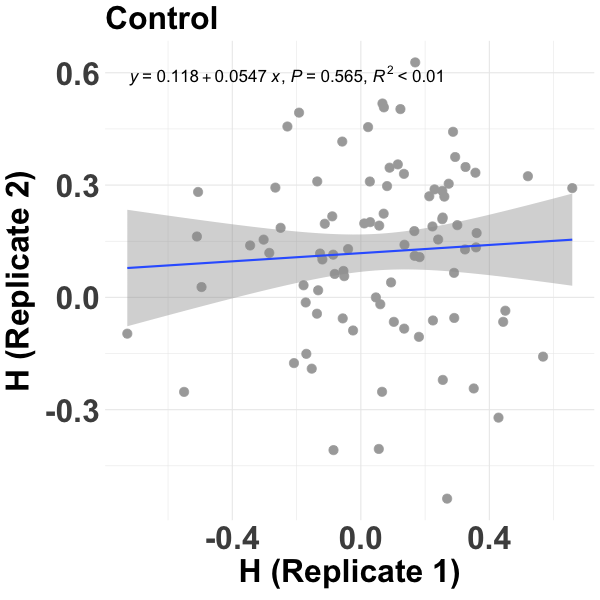 Control
y = 0.118 + 0.0547 x, P = 0.565, R² < 0.01
0.6
0.3
0.0
-0.3
H (Replicate 2)
-0.4 0.0 0.4
H (Replicate 1)